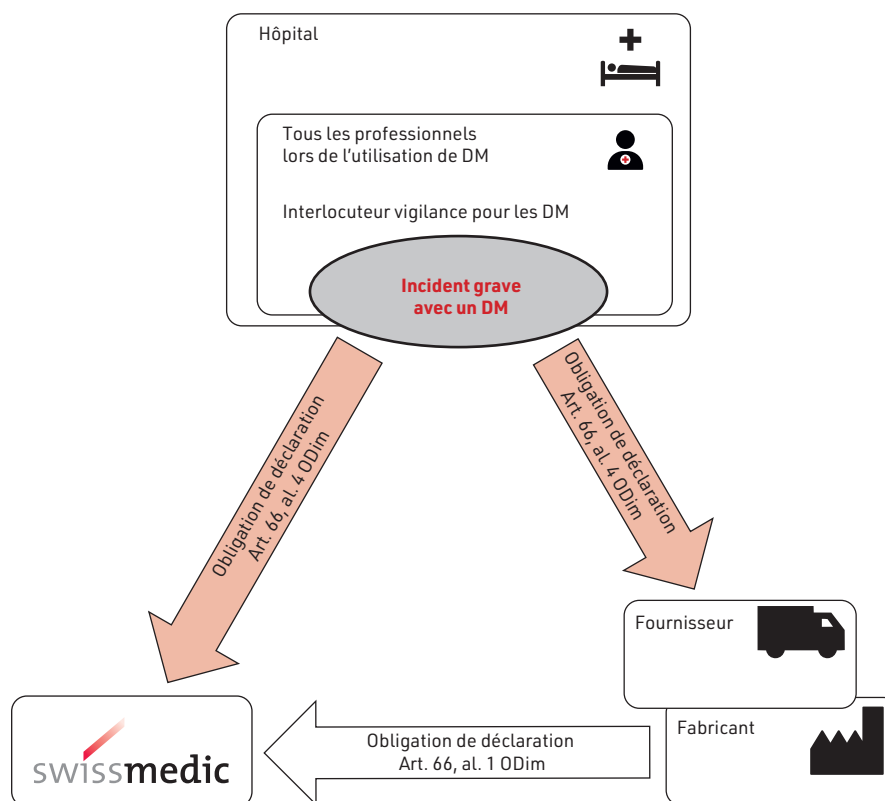 Hôpital
Tous les professionnels
lors de l'utilisation de DM
Interlocuteur vigilance pour les DM
Incident grave
avec un DM
Obligation de déclaration
Art. 66, al. 4 ODim
Obligation de déclaration
Art. 66, al. 4 ODim
Fournisseur
Fabricant
Obligation de déclaration
Art. 66, al. 1 ODim
swissmedic